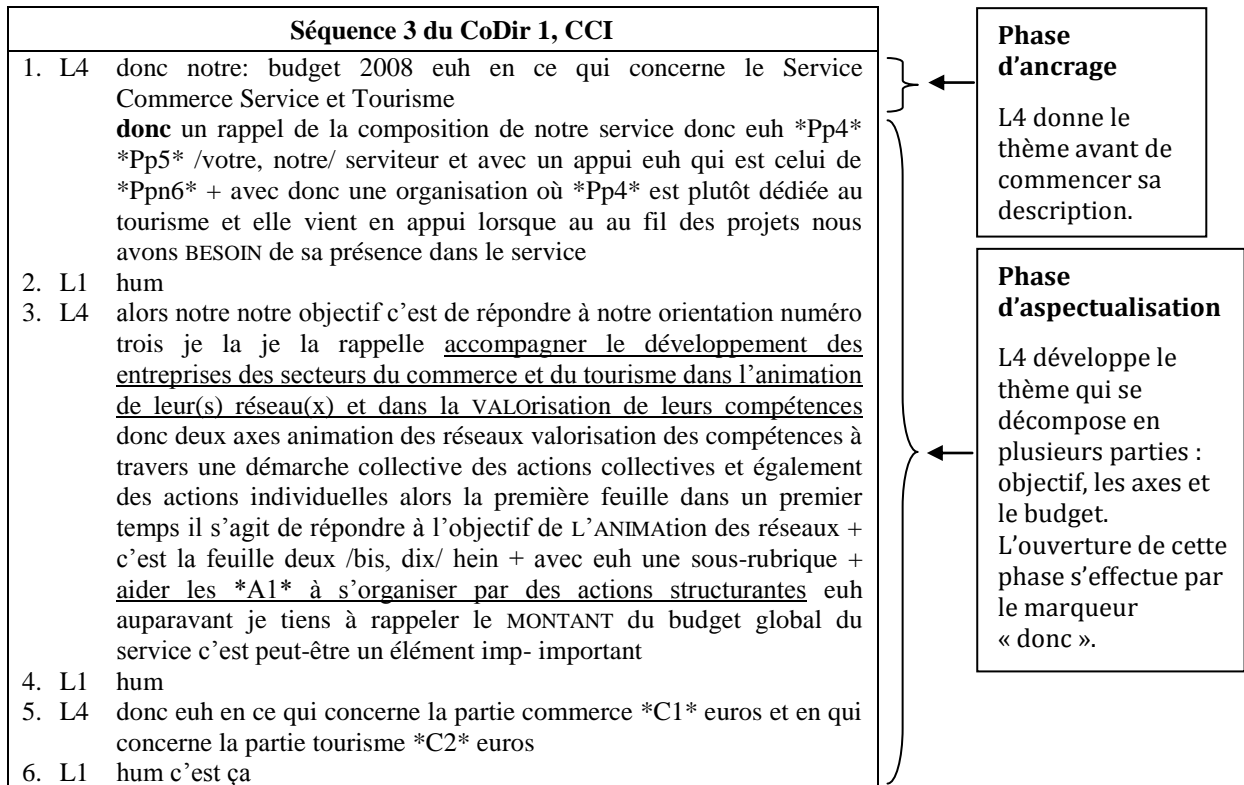 Séquence 3 du CoDir 1, CCI
1. L4 donc notre: budget 2008 euh en ce qui concerne le Service
Commerce Service et Tourisme
donc un rappel de la composition de notre service donc euh *Pp4*
*Pp5* /votre, notre/ serviteur et avec un appui euh qui est celui de
*Ppn6* + avec donc une organisation où *Pp4* est plutôt dédiée au
tourisme et elle vient en appui lorsque au au fil des projets nous
avons BESOIN de sa présence dans le service
2. L1 hum
3. L4 alors notre notre objectif c’est de répondre à notre orientation numéro
trois je la je la rappelle accompagner le développement des
entreprises des secteurs du commerce et du tourisme dans l’animation
de leur(s) réseau(x) et dans la VALOrisation de leurs compétences
donc deux axes animation des réseaux valorisation des compétences à
travers une démarche collective des actions collectives et également
des actions individuelles alors la première feuille dans un premier
temps il s’agit de répondre à l’objectif de L’ANIMAtion des réseaux +
c’est la feuille deux /bis, dix/ hein + avec euh une sous-rubrique +
aider les *A1* à s’organiser par des actions structurantes euh
auparavant je tiens à rappeler le MONTANT du budget global du
service c’est peut-être un élément imp- important
4. L1 hum
5. L4 donc euh en ce qui concerne la partie commerce *C1* euros et en qui
concerne la partie tourisme *C2* euros
6. L1 hum c’est ça
Phase
d’ancrage
L4 donne le
thème avant de
commencer sa
description.
Phase
d’aspectualisation
L4 développe le
thème qui se
décompose en
plusieurs parties :
objectif, les axes et
le budget.
L’ouverture de cette
phase s’effectue par
le marqueur
« donc ».